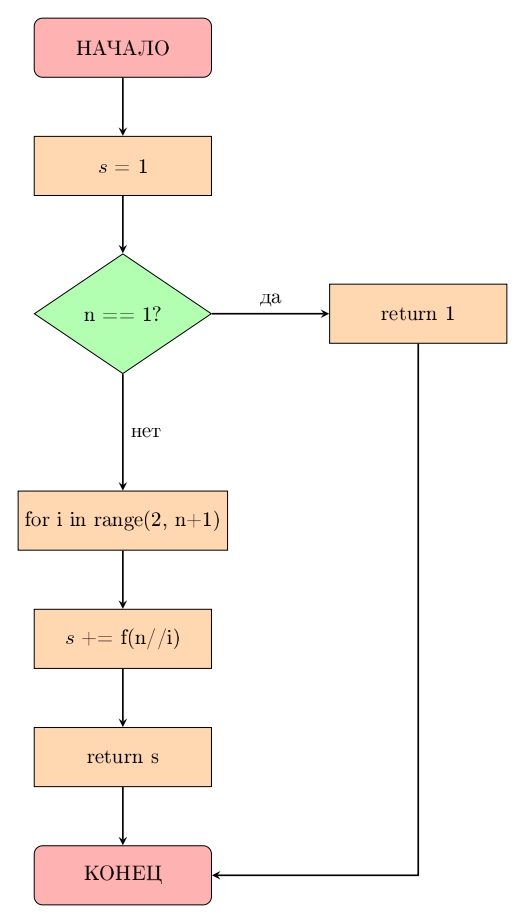 НАЧАЛО
s = 1
n == 1?
да
return 1
нет
for i in range(2, n+1)
s += f(n//i)
return s
КОНЕЦ